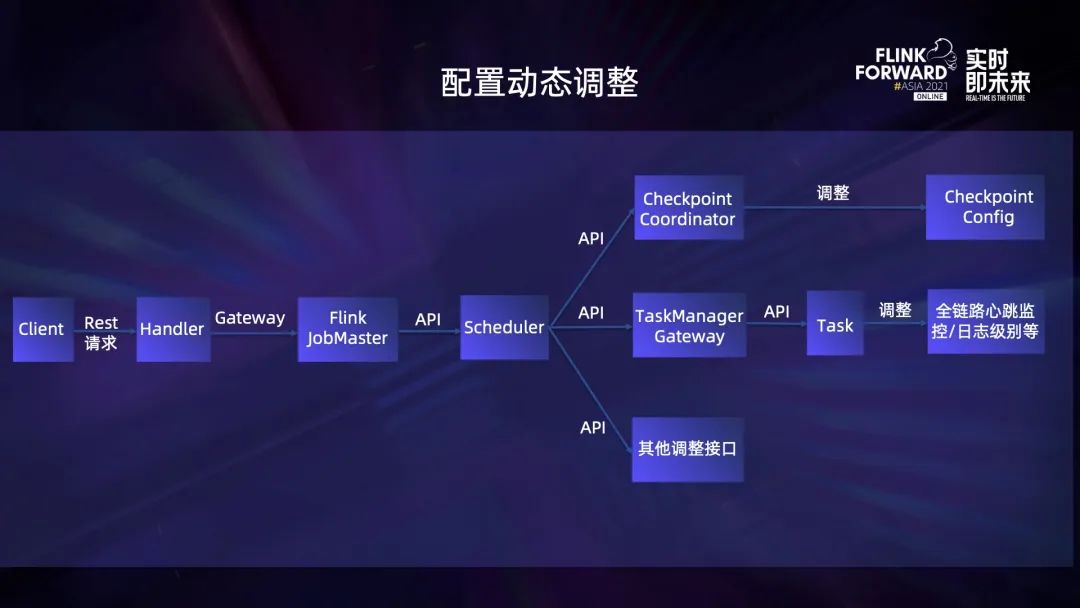 配置动态调整
FLINK
FORWARD
#ASIA 2021
ONLINE
实时
即未来
REAL-TIME IS THE FUTURE
Client
Rest
请求
Handler
Gateway
Flink
JobMaster
API
Scheduler
API
Checkpoint
Coordinator
调整
Checkpoint
Config
API
TaskManager
Gateway
API
Task
调整
全链路心跳监
控/日志级别等
API
其他调整接口